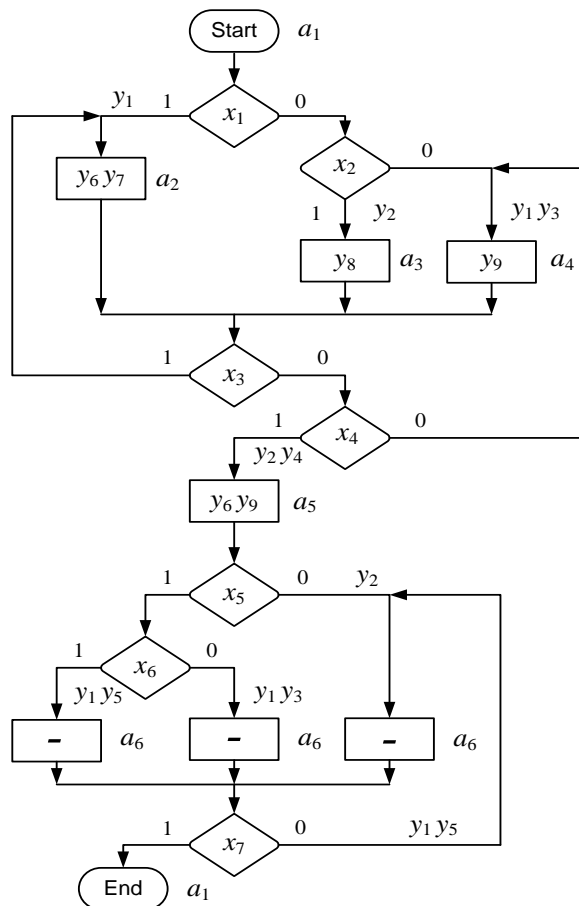 Start a₁
y₁ 1 x₁ 0
x₂ 0
y₆ y₇ a₂
1 y₂ y₁ y₃
y₈ a₃ y₉ a₄
1 x₃ 0
1 x₄ 0
y₂ y₄
y₆ y₉ a₅
1 x₅ 0 y₂
1 x₆ 0
y₁ y₅ y₁ y₃
- a₆ - a₆ - a₆
1 x₇ 0 y₁ y₅
End a₁